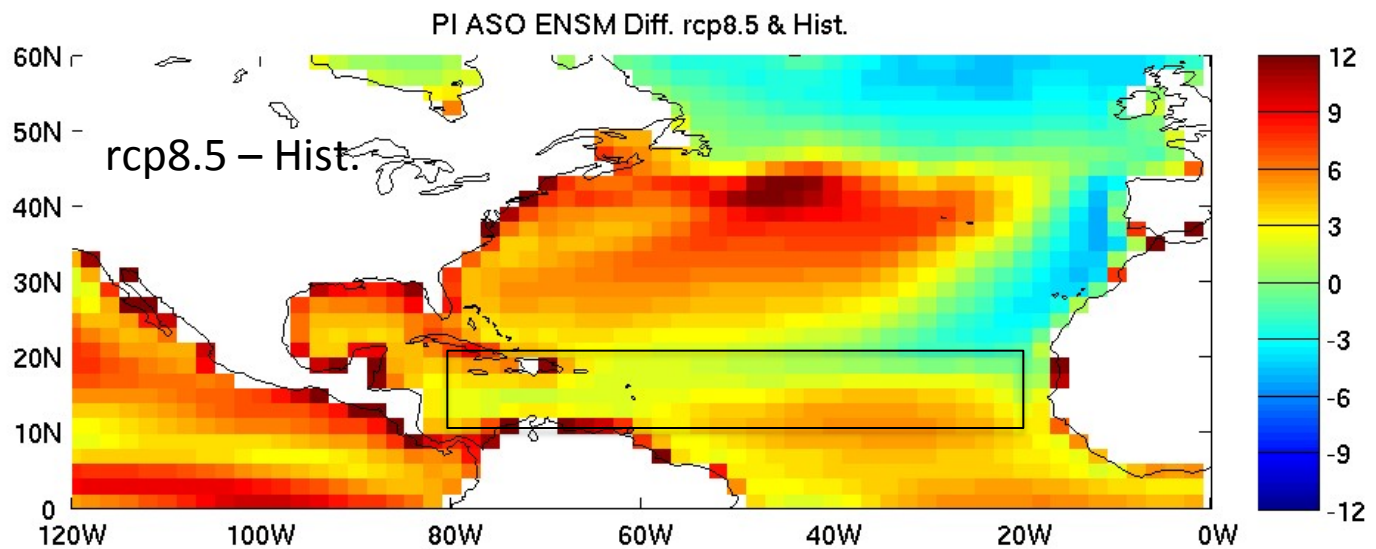 PI ASO ENSM Diff. rcp8.5 & Hist.
60N
12
9
50N
rcp8.5 – Hist.
6
40N
3
30N
0
20N
-3
-6
10N
-9
0
-12
120W 100W 80W 60W 40W 20W 0W